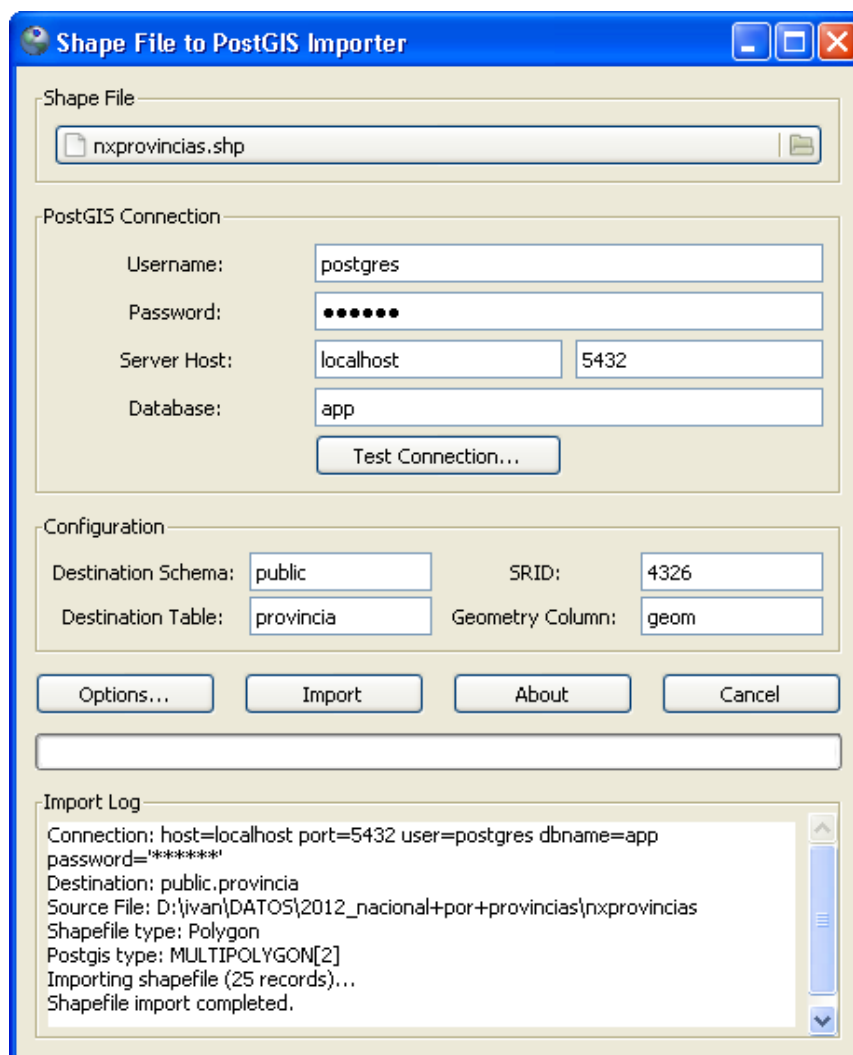 Shape File to PostGIS Importer
Shape File
nxprovincias.shp
PostGIS Connection
Username: postgres
Password: ••••••
Server Host: localhost 5432
Database: app
Test Connection...
Configuration
Destination Schema: public SRID: 4326
Destination Table: provincia Geometry Column: geom
Options... Import About Cancel
Import Log
Connection: host=localhost port=5432 user=postgres dbname=app
password='******'
Destination: public.provincia
Source File: D:\ivan\DATOS\2012_nacional+por+provincias\nxprovincias
Shapefile type: Polygon
Postgis type: MULTIPOLYGON[2]
Importing shapefile (25 records)...
Shapefile import completed.